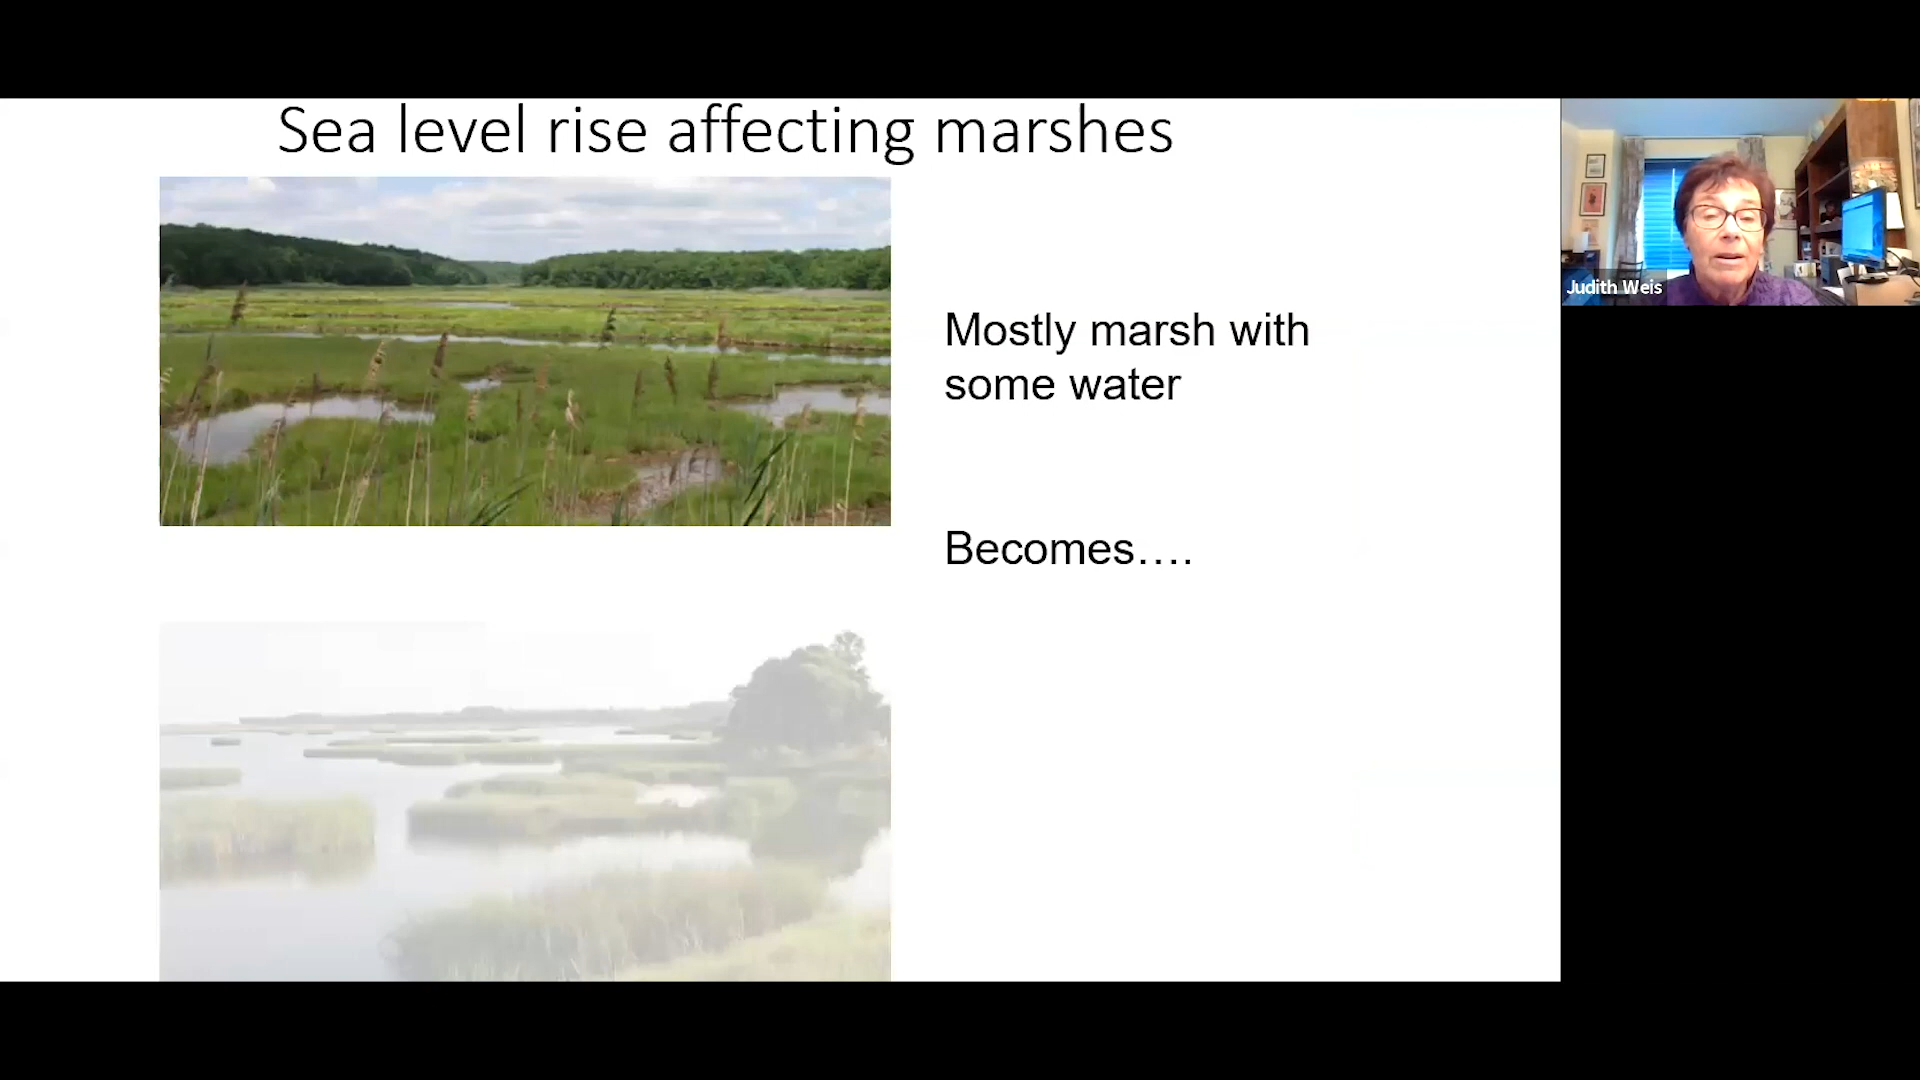 Sea level rise affecting marshes
Judith Weis
Mostly marsh with
some water
Becomes....